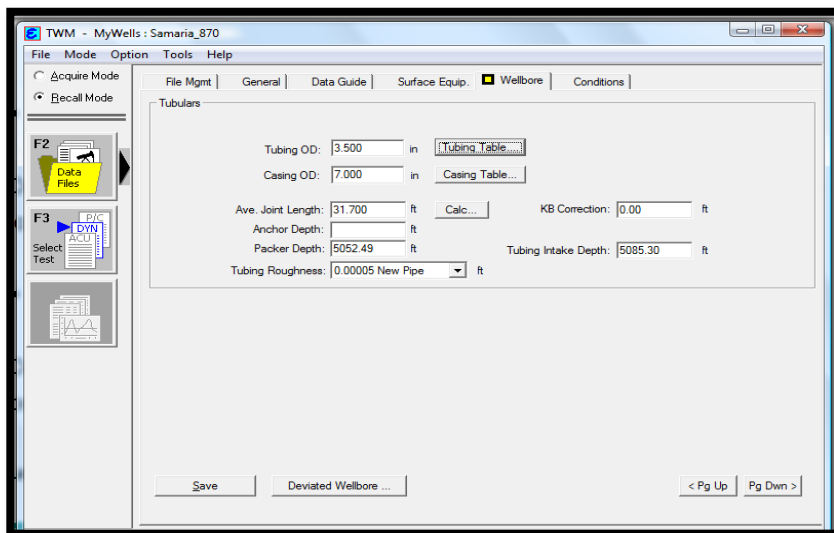 TWM - MyWells : Samaria_870
File Mode Option Tools Help
Acquire Mode
Recall Mode
F2
Data
Files
F3
P/C
DYN
ACU
Select
Test
File Mgmt General Data Guide Surface Equip. Wellbore Conditions
Tubulars
Tubing OD: 3.500 in Tubing Table...
Casing OD: 7.000 in Casing Table...
Ave. Joint Length: 31.700 ft Calc... KB Correction: 0.00 ft
Anchor Depth: ft
Packer Depth: 5052.49 ft Tubing Intake Depth: 5085.30 ft
Tubing Roughness: 0.00005 New Pipe ft
Save Deviated Wellbore ... < Pg Up Pg Dwn >